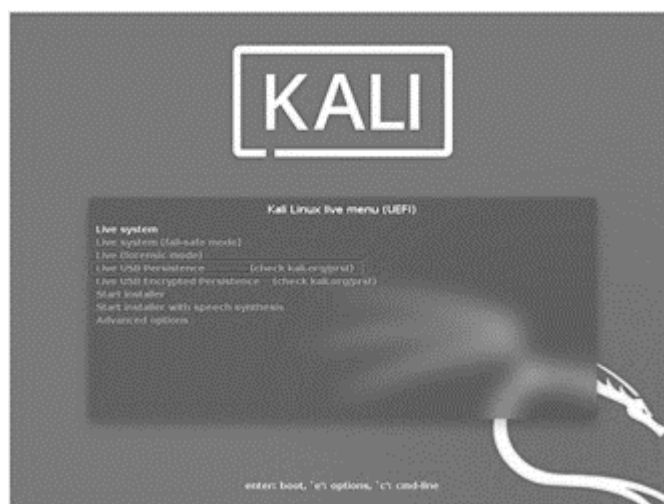 KALI
Kali Linux live menu (UEFI)
Live system
Live system (fail-safe mode)
Live (forensic mode)
Live USB Persistence (check kali.org/prst)
Live USB Encrypted Persistence (check kali.org/prst)
Start installer
Start installer with speech synthesis
Advanced options
enter: boot, `e': options, `c': cmd-line